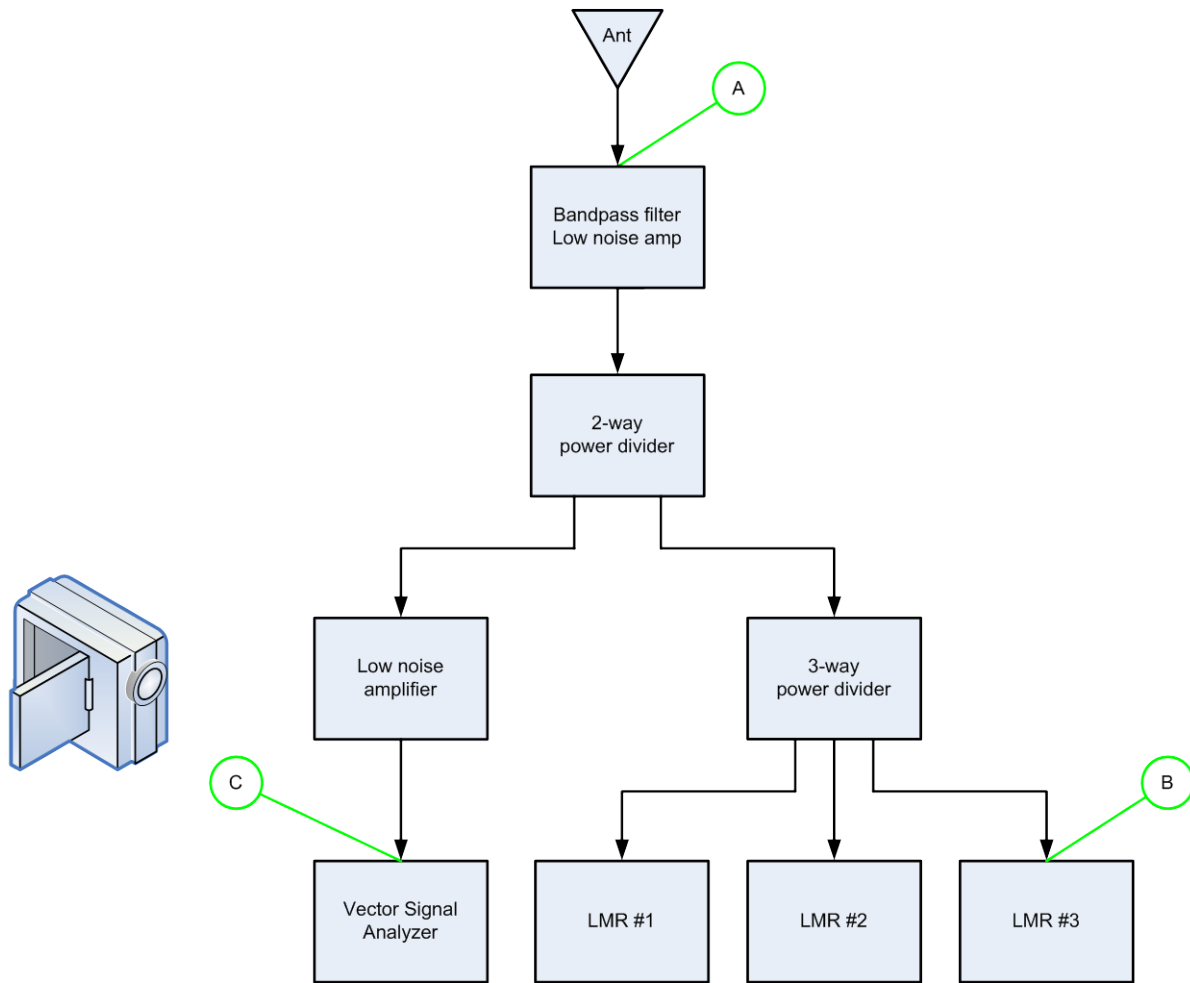 Ant
A
Bandpass filter
Low noise amp
2-way
power divider
Low noise
amplifier
3-way
power divider
C
B
Vector Signal
Analyzer
LMR #1
LMR #2
LMR #3